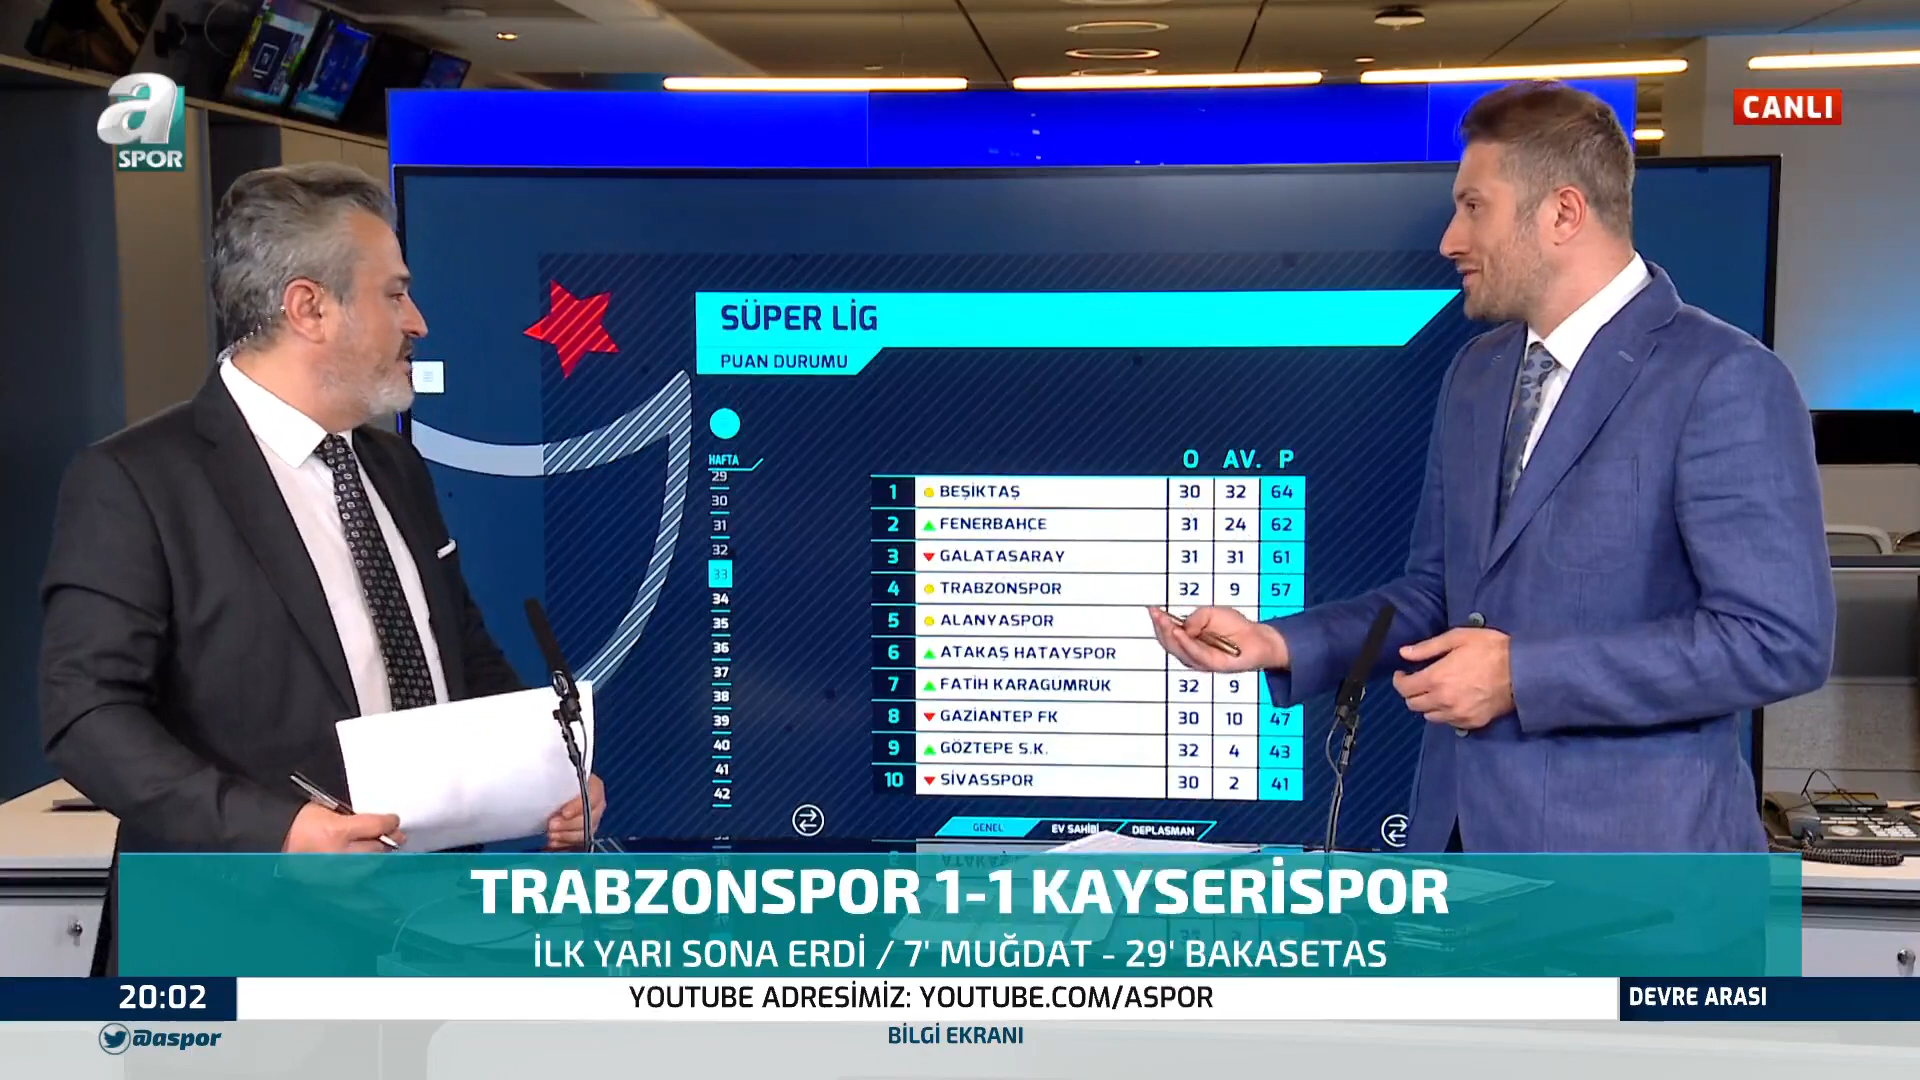 a
SPOR
CANLI
SÜPER LİG
PUAN DURUMU
HAFTA
29
30
31
32
33
34
35
36
37
38
39
40
41
42
O AV. P
1 BEŞİKTAŞ 30 32 64
2 FENERBAHÇE 31 24 62
3 GALATASARAY 31 31 61
4 TRABZONSPOR 32 9 57
5 ALANYASPOR
6 ATAKAŞ HATAYSPOR
7 FATİH KARAGÜMRÜK 32 9
8 GAZİANTEP FK 30 10 47
9 GÖZTEPE S.K. 32 4 43
10 SİVASSPOR 30 2 41
GENEL EV SAHİBİ DEPLASMAN
TRABZONSPOR 1-1 KAYSERİSPOR
İLK YARI SONA ERDİ / 7' MUĞDAT - 29' BAKASETAS
20:02 YOUTUBE ADRESİMİZ: YOUTUBE.COM/ASPOR DEVRE ARASI
@aspor BİLGİ EKRANI